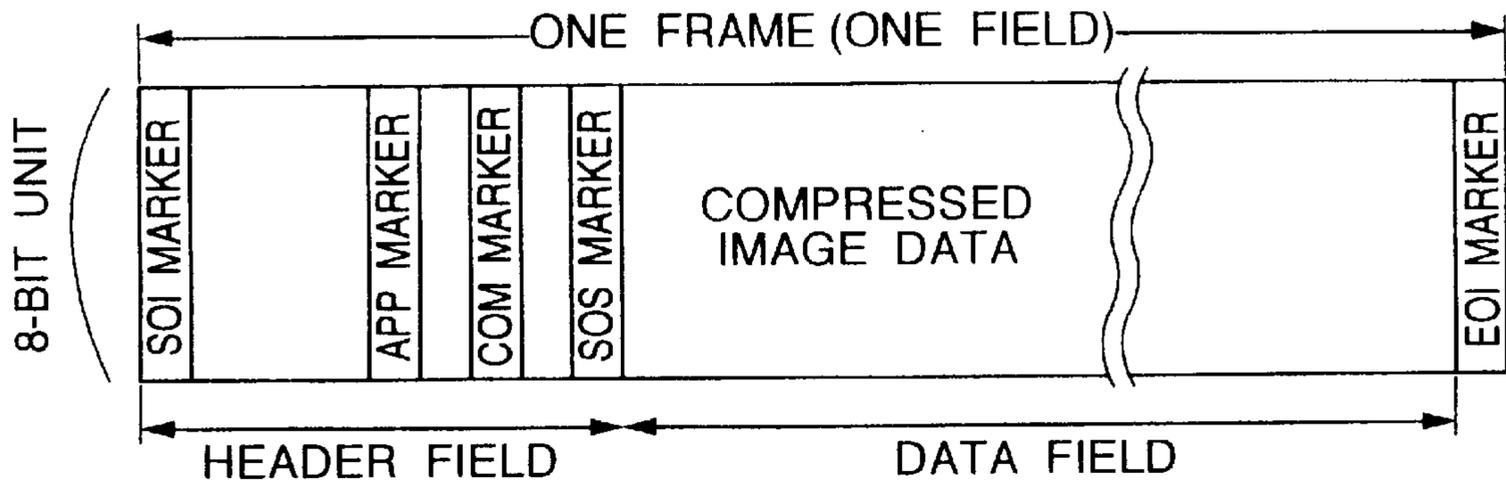 ONE FRAME (ONE FIELD)
8-BIT UNIT
SOI MARKER
APP MARKER
COM MARKER
SOS MARKER
COMPRESSED
IMAGE DATA
EOI MARKER
HEADER FIELD
DATA FIELD